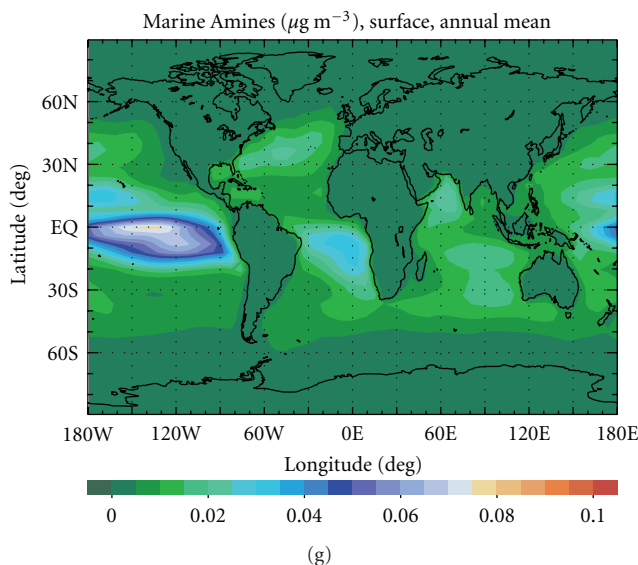 Marine Amines (μg m⁻³), surface, annual mean
60N
30N
EQ
30S
60S
Latitude (deg)
180W 120W 60W 0E 60E 120E 180E
Longitude (deg)
0 0.02 0.04 0.06 0.08 0.1
(g)